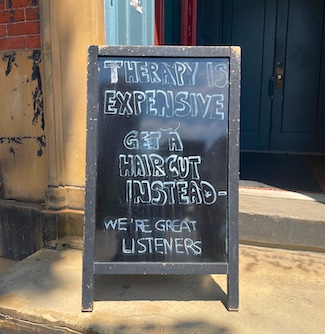 THERAPY IS
EXPENSIVE
GET A
HAIRCUT
INSTEAD-
WE'RE GREAT
LISTENERS